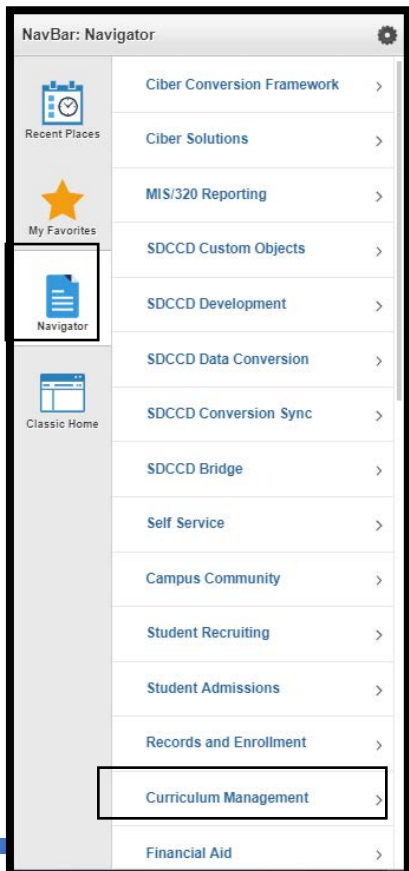 NavBar: Navigator
Recent Places
My Favorites
Navigator
Classic Home
Ciber Conversion Framework
Ciber Solutions
MIS/320 Reporting
SDCCD Custom Objects
SDCCD Development
SDCCD Data Conversion
SDCCD Conversion Sync
SDCCD Bridge
Self Service
Campus Community
Student Recruiting
Student Admissions
Records and Enrollment
Curriculum Management
Financial Aid